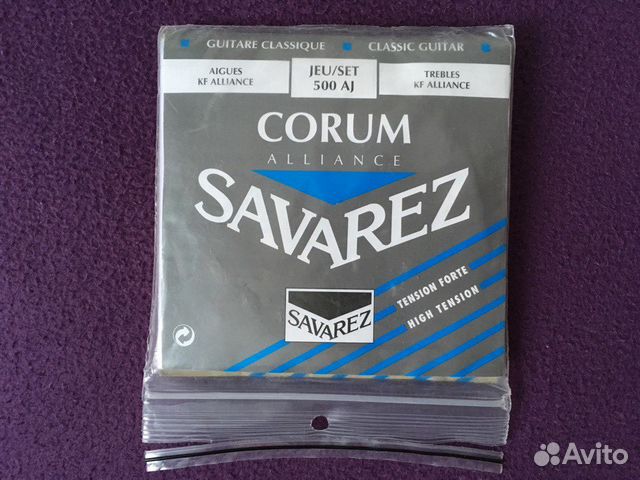 GUITARE CLASSIQUE ■ CLASSIC GUITAR
AIGUES
KF ALLIANCE
JEU/SET
500 AJ
TREBLES
KF ALLIANCE
CORUM
ALLIANCE
SAVAREZ
TENSION FORTE
HIGH TENSION
SAVAREZ
Avito